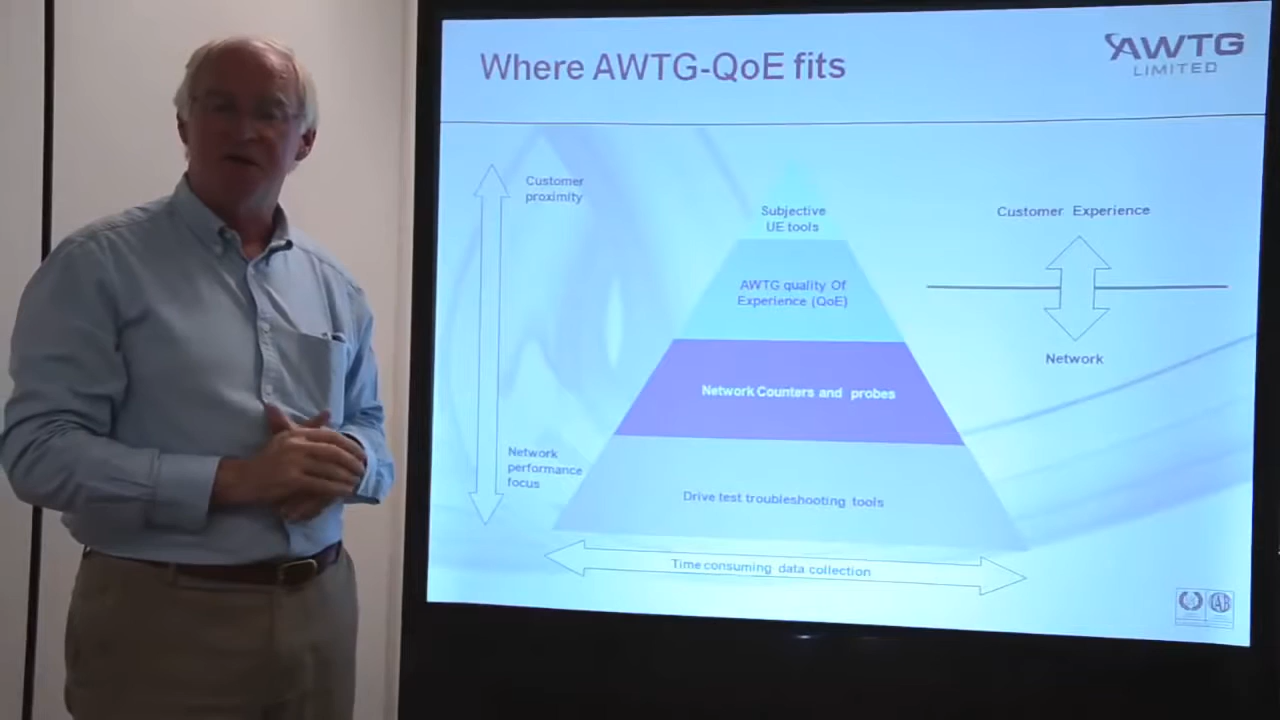 Where AWTG-QoE fits
AWTG
LIMITED
Customer
proximity
Subjective
UE tools
Customer Experience
AWTG quality Of
Experience (QoE)
Network
Network Counters and probes
Network
performance
focus
Drive test troubleshooting tools
Time consuming data collection
IAB